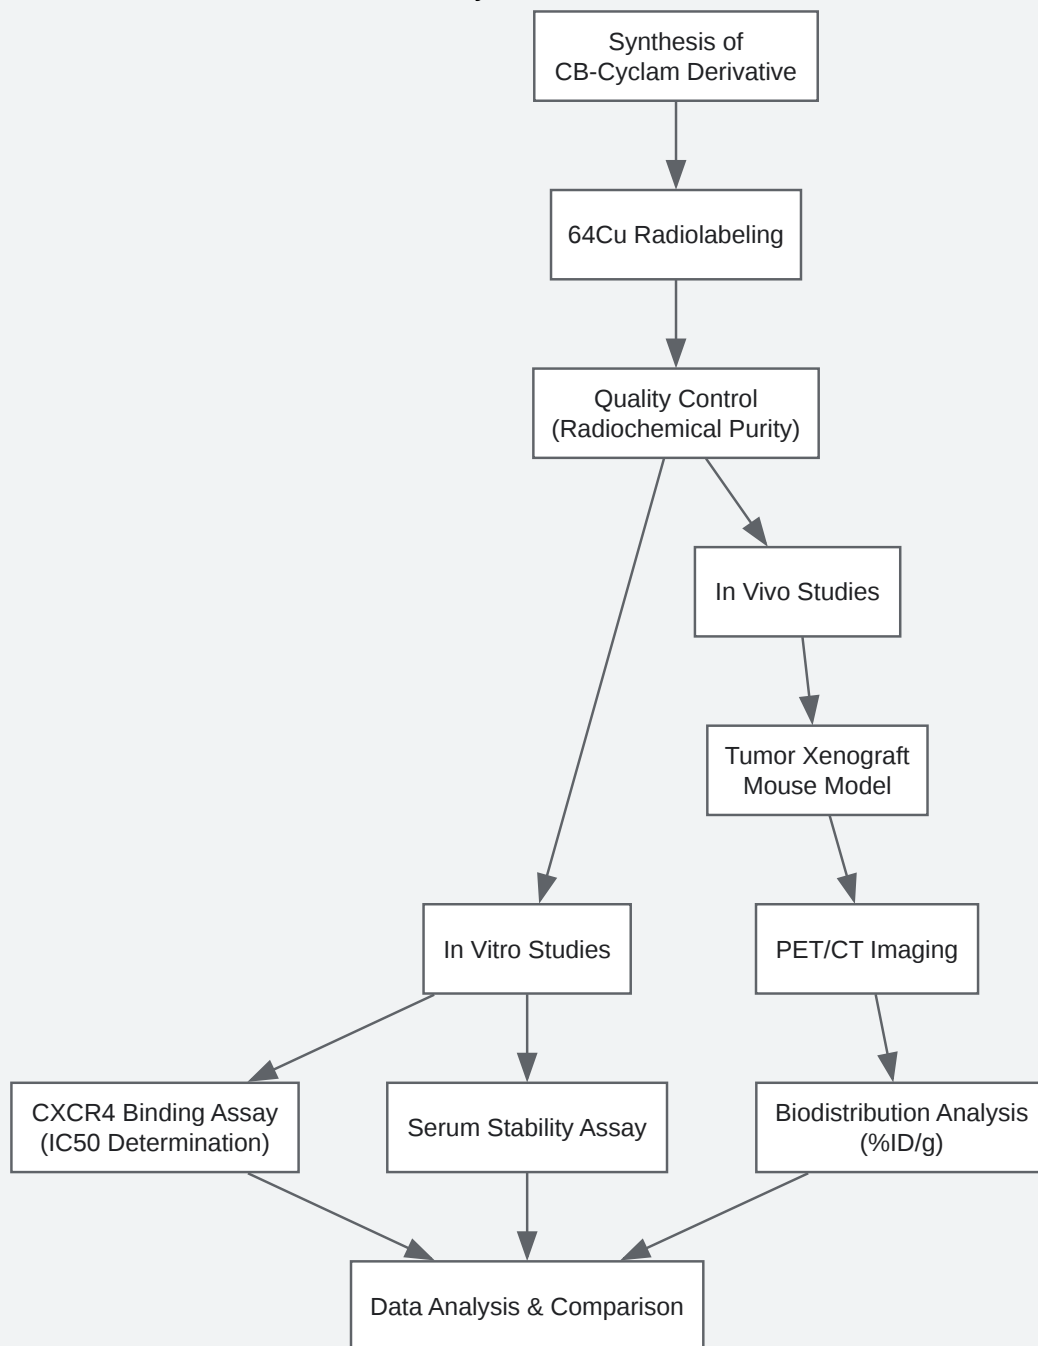 Synthesis of
CB-Cyclam Derivative
64Cu Radiolabeling
Quality Control
(Radiochemical Purity)
In Vivo Studies
Tumor Xenograft
Mouse Model
In Vitro Studies
PET/CT Imaging
CXCR4 Binding Assay
(IC50 Determination)
Serum Stability Assay
Biodistribution Analysis
(%ID/g)
Data Analysis & Comparison